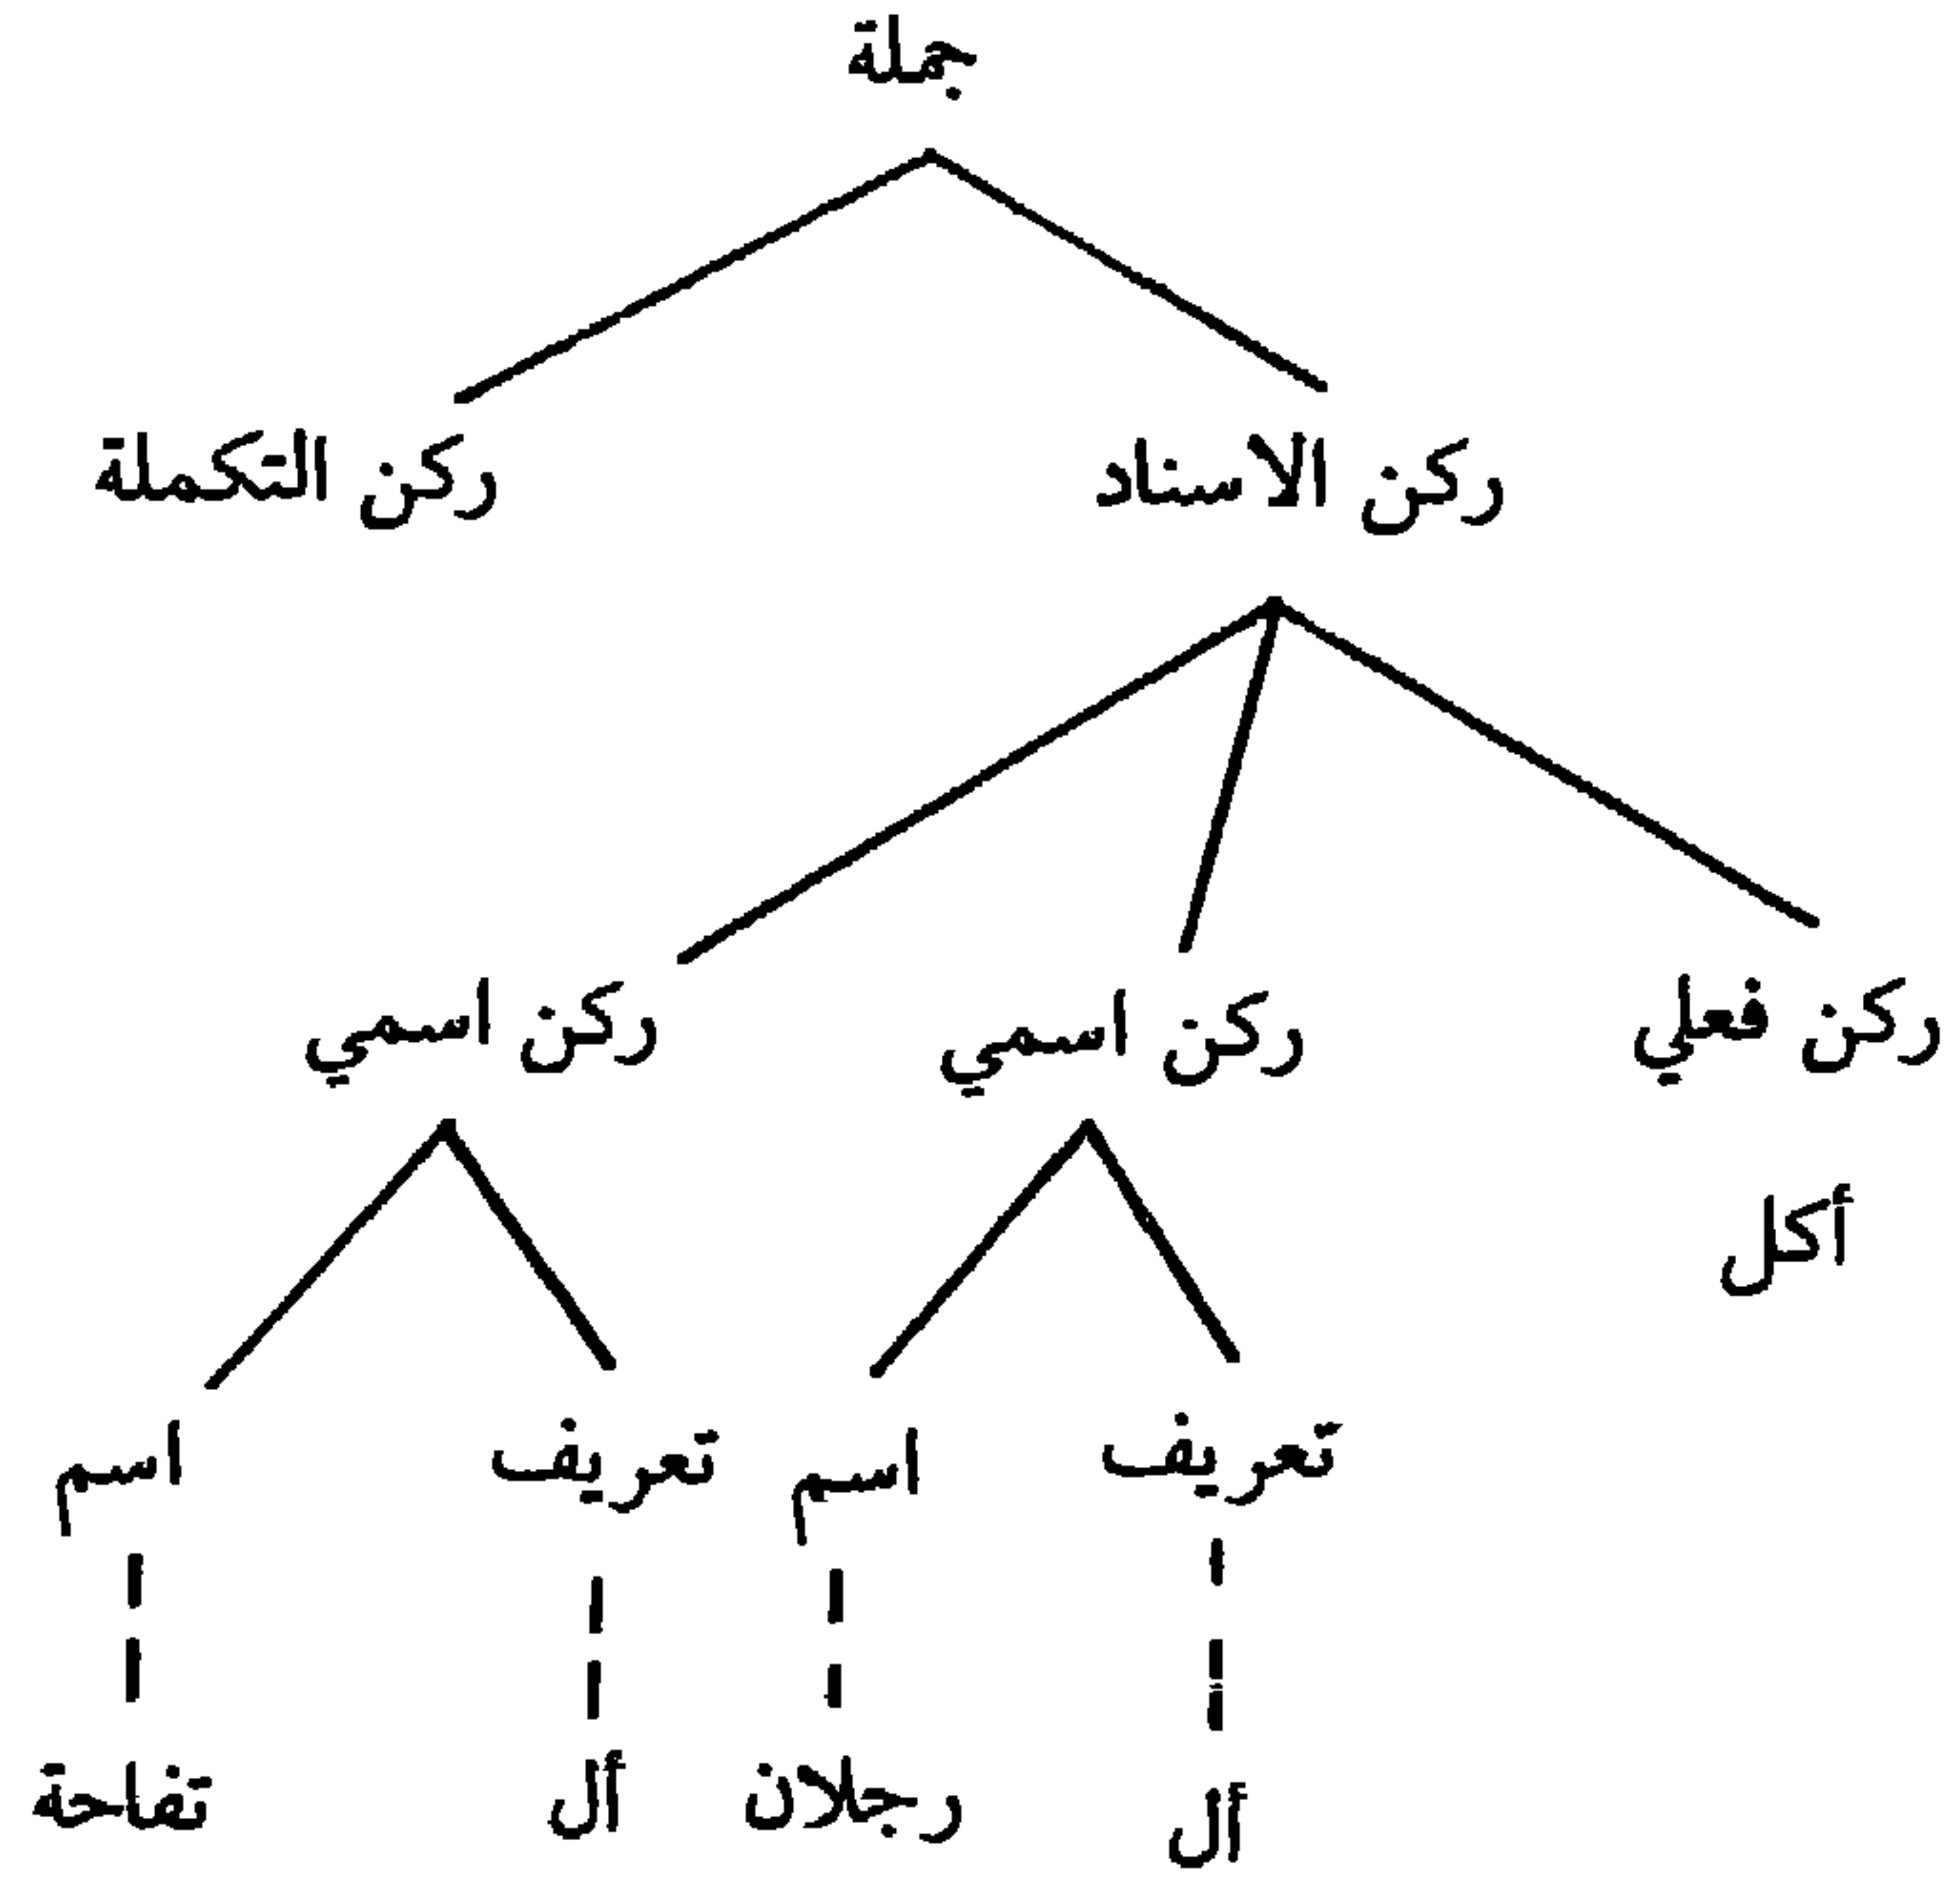 جملة
ركن الاسناد ركن التكملة
ركن فعلي ركن اسمي ركن اسمي
أكل
تعريف اسم تعريف اسم
أل رجلان أل تفاحة